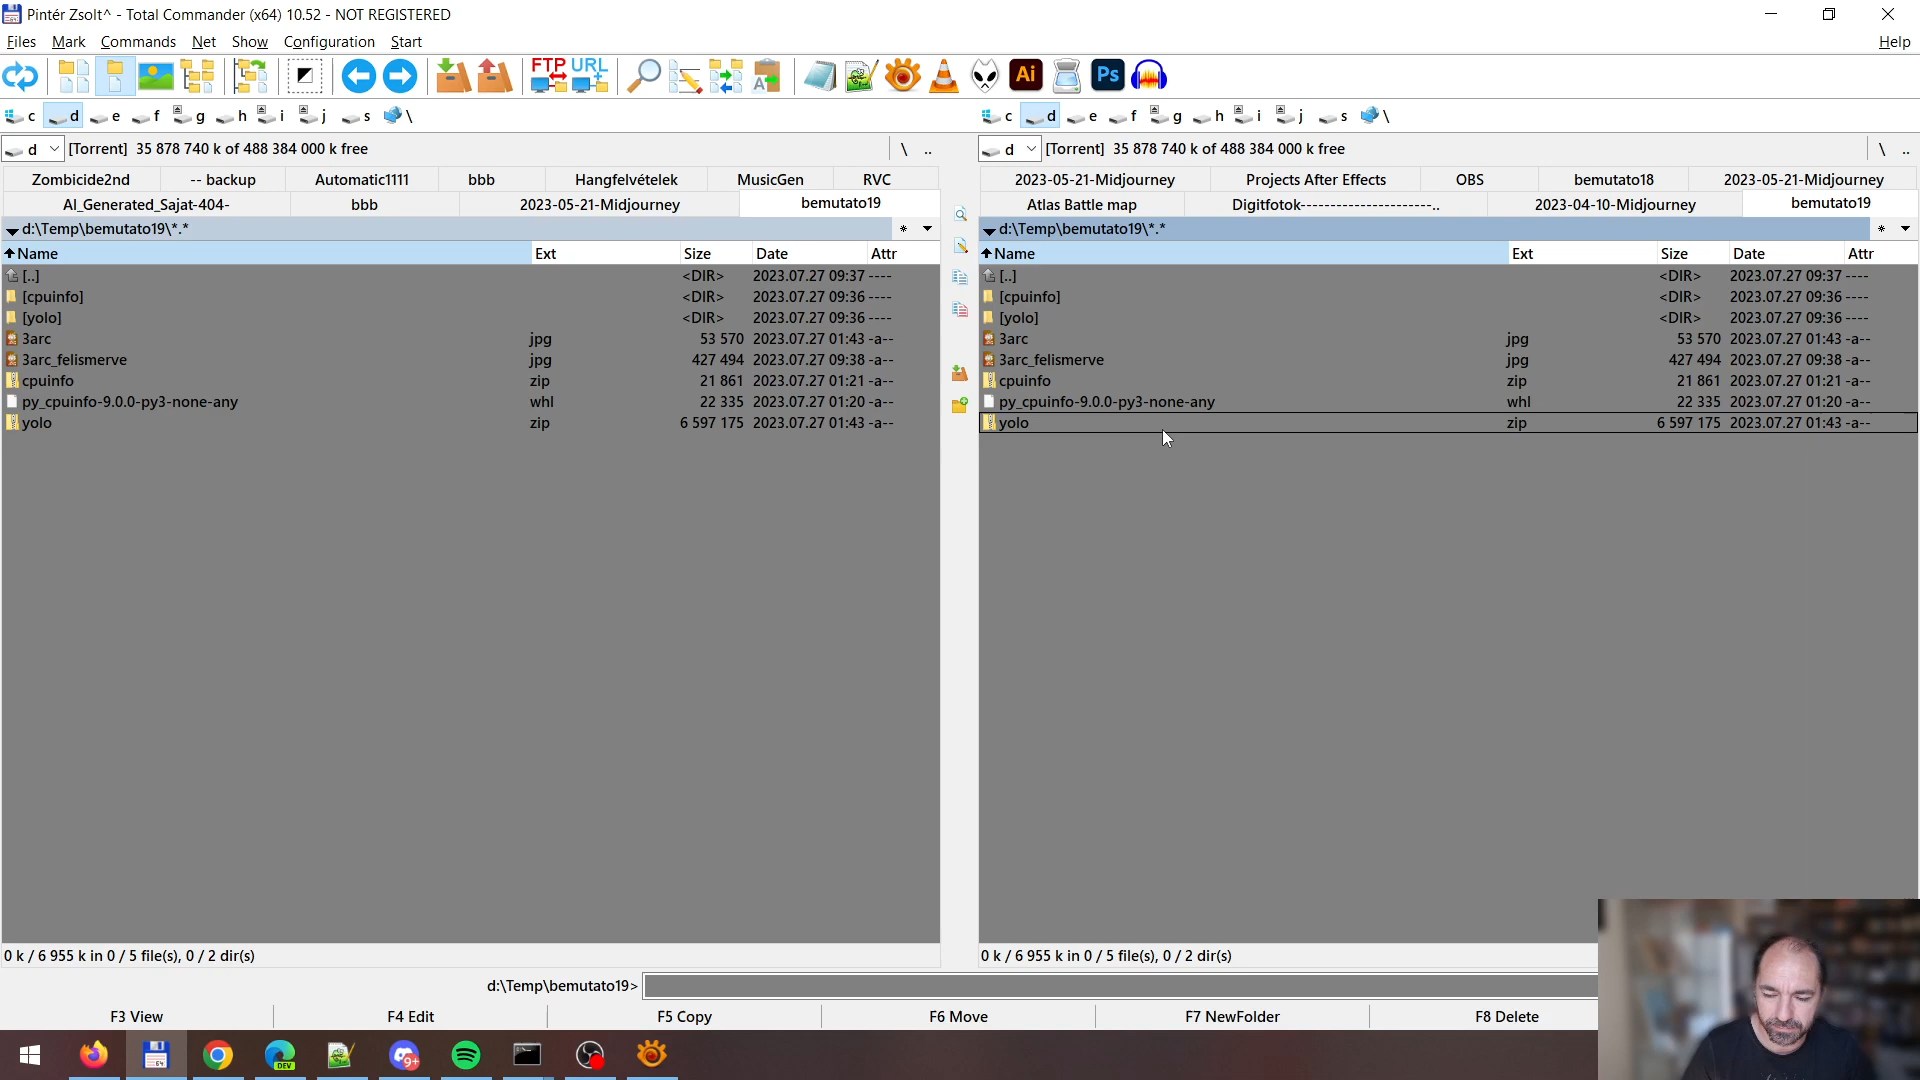 Pintér Zsolt^ - Total Commander (x64) 10.52 - NOT REGISTERED
Files Mark Commands Net Show Configuration Start Help
FTP URL
Ai Ps
c d e f g h i j s \
c d e f g h i j s \
d [Torrent] 35 878 740 k of 488 384 000 k free \ ..
d [Torrent] 35 878 740 k of 488 384 000 k free \ ..
Zombicide2nd -- backup Automatic1111 bbb Hangfelvételek MusicGen RVC
AI_Generated_Sajat-404- bbb 2023-05-21-Midjourney bemutato19
2023-05-21-Midjourney Projects After Effects OBS bemutato18 2023-05-21-Midjourney
Atlas Battle map Digitfotok----------------------.. 2023-04-10-Midjourney bemutato19
d:\Temp\bemutato19\*.* *
Name Ext Size Date Attr
[..] <DIR> 2023.07.27 09:37 ----
[cpuinfo] <DIR> 2023.07.27 09:36 ----
[yolo] <DIR> 2023.07.27 09:36 ----
3arc jpg 53 570 2023.07.27 01:43 -a--
3arc_felismerve jpg 427 494 2023.07.27 09:38 -a--
cpuinfo zip 21 861 2023.07.27 01:21 -a--
py_cpuinfo-9.0.0-py3-none-any whl 22 335 2023.07.27 01:20 -a--
yolo zip 6 597 175 2023.07.27 01:43 -a--
d:\Temp\bemutato19\*.* *
Name Ext Size Date Attr
[..] <DIR> 2023.07.27 09:37 ----
[cpuinfo] <DIR> 2023.07.27 09:36 ----
[yolo] <DIR> 2023.07.27 09:36 ----
3arc jpg 53 570 2023.07.27 01:43 -a--
3arc_felismerve jpg 427 494 2023.07.27 09:38 -a--
cpuinfo zip 21 861 2023.07.27 01:21 -a--
py_cpuinfo-9.0.0-py3-none-any whl 22 335 2023.07.27 01:20 -a--
yolo zip 6 597 175 2023.07.27 01:43 -a--
0 k / 6 955 k in 0 / 5 file(s), 0 / 2 dir(s)
0 k / 6 955 k in 0 / 5 file(s), 0 / 2 dir(s)
d:\Temp\bemutato19>
F3 View F4 Edit F5 Copy F6 Move F7 NewFolder F8 Delete
DEV 9+